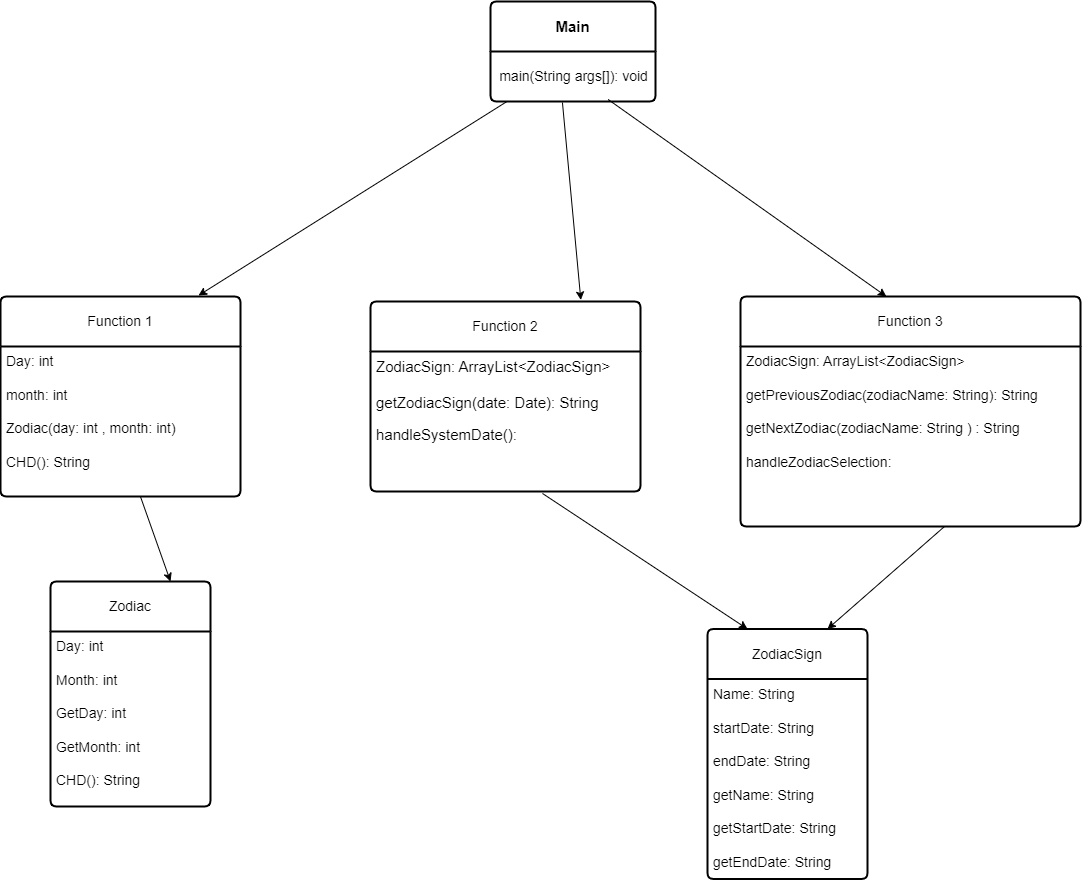 Main
main(String args[]): void
Function 1
Day: int
month: int
Zodiac(day: int , month: int)
CHD(): String
Function 2
ZodiacSign: ArrayList<ZodiacSign>
getZodiacSign(date: Date): String
handleSystemDate():
Function 3
ZodiacSign: ArrayList<ZodiacSign>
getPreviousZodiac(zodiacName: String): String
getNextZodiac(zodiacName: String ) : String
handleZodiacSelection:
Zodiac
Day: int
Month: int
GetDay: int
GetMonth: int
CHD(): String
ZodiacSign
Name: String
startDate: String
endDate: String
getName: String
getStartDate: String
getEndDate: String